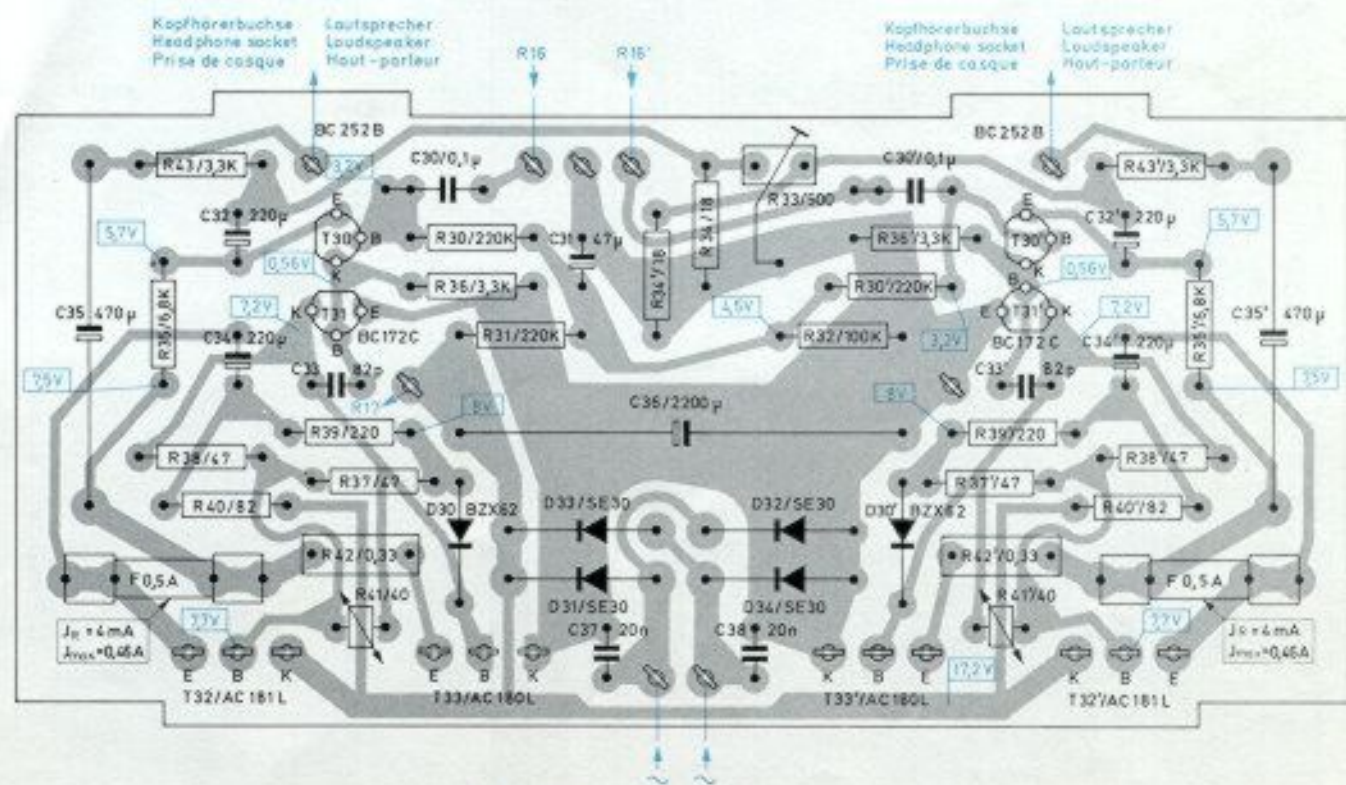 Kopfhörerbuchse Lautsprecher
Headphone socket Loudspeaker
Prise de casque Haut-parleur
R16
R16'
Kopfhörerbuchse Lautsprecher
Headphone socket Loudspeaker
Prise de casque Haut-parleur
BC 252 B
BC 252 B
R43/3,3K
3,2V
C30/0,1µ
C30'/0,1µ
R43'/3,3K
R33/500
R34/18
C32 220µ
E
T30 B
K
R30/220K
C31 47µ
R34'/18
R36'/3,3K
E
T30' B
K
C32' 220µ
5,7V
5,7V
0,56V
0,56V
R36/3,3K
R30'/220K
C35 470µ
R35/6,8K
7,2V
K T31 E
B
BC172C
R31/220K
4,5V
R32/100K
3,2V
B
E T31' K
BC172C
7,2V
R35'/6,8K
C35' 470µ
C34 220µ
C34' 220µ
C33 82p
C33' 82p
7,5V
7,5V
R17
8V
C36/2200µ
8V
R39/220
R39'/220
R38/47
R38'/47
R37/47
R37'/47
R40/82
R40'/82
D30 BZX62
D33/SE30
D32/SE30
D30' BZX62
R42/0,33
R42'/0,33
F 0,5A
F 0,5A
D31/SE30
D34/SE30
R41/40
R41'/40
C37 20n
C38 20n
JR = 4mA
Jmax=0,45A
7,7V
7,7V
JR = 4mA
Jmax=0,45A
17,2V
E B K
E B K
K B E
K B E
T32/AC181L
T33/AC180L
T33'/AC180L
T32'/AC181L
~ ~